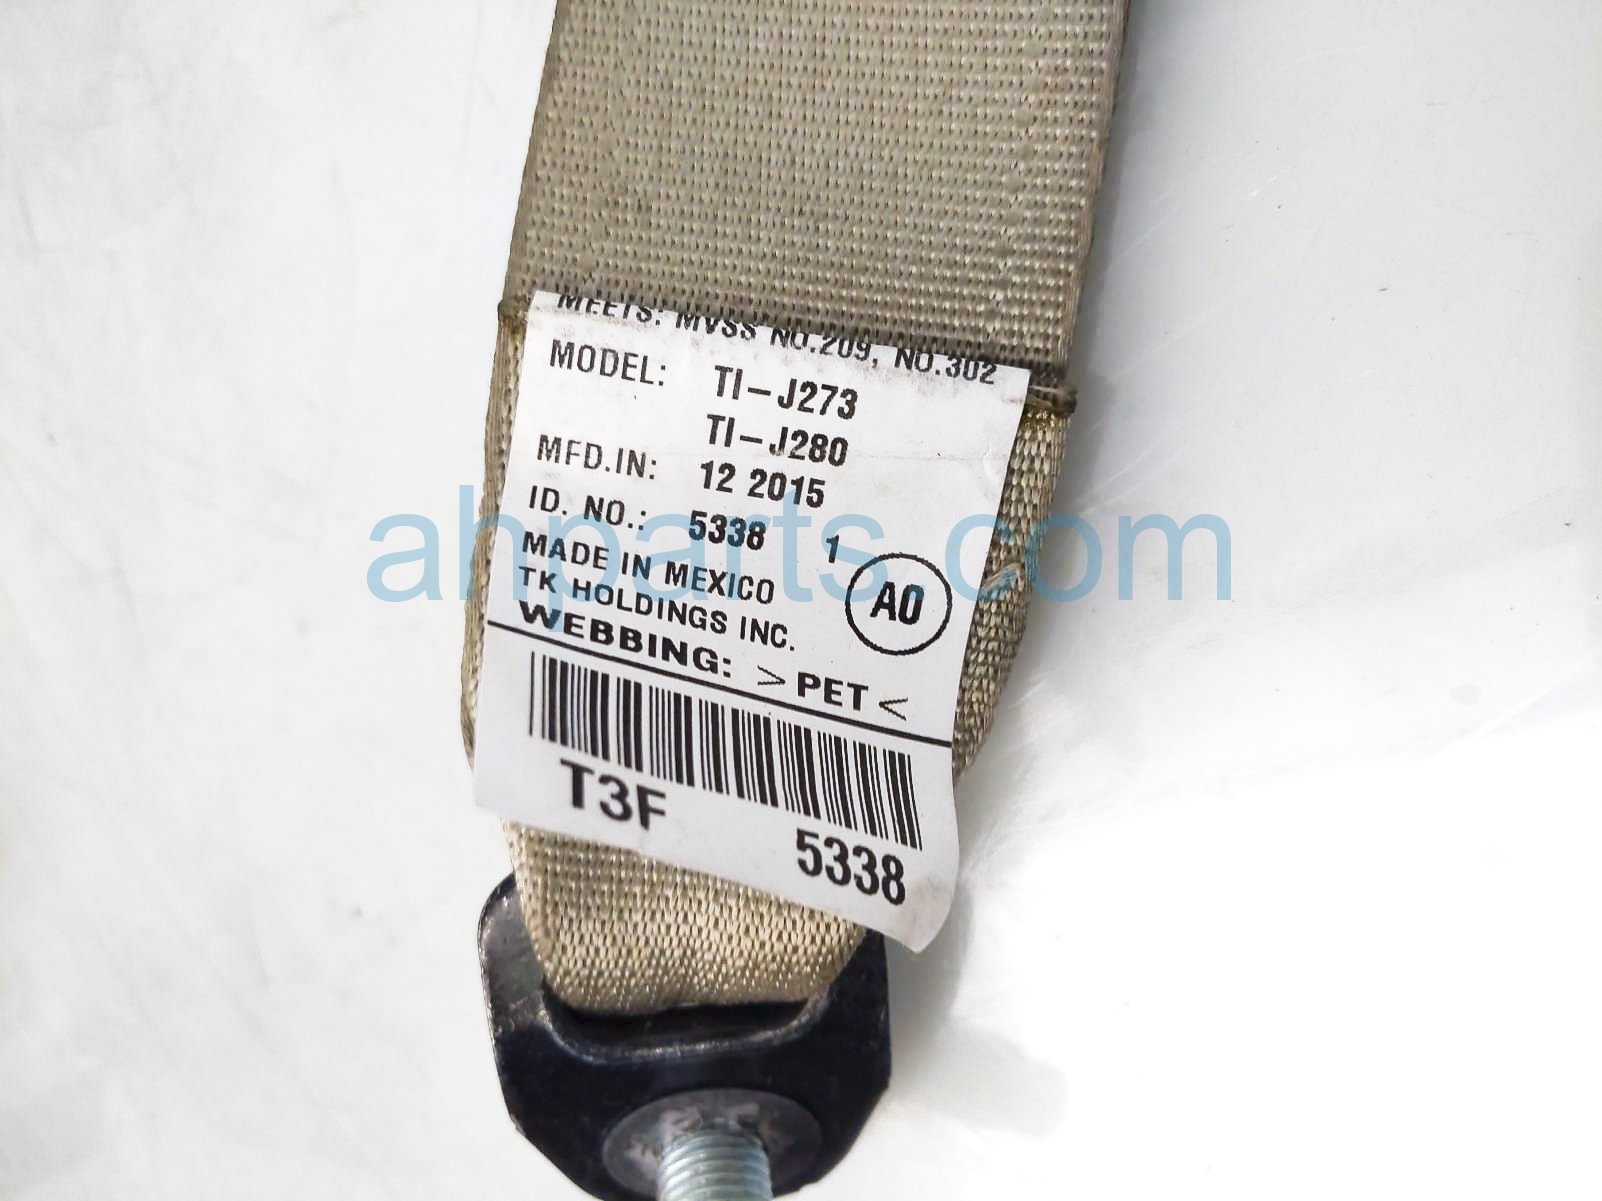 MEETS: MVSS NO.209, NO.302
MODEL: TI-J273
TI-J280
MFD.IN: 12 2015
ID. NO.: 5338 1
MADE IN MEXICO
TK HOLDINGS INC.
A0
WEBBING: >PET<
T3F 5338
ahparts.com